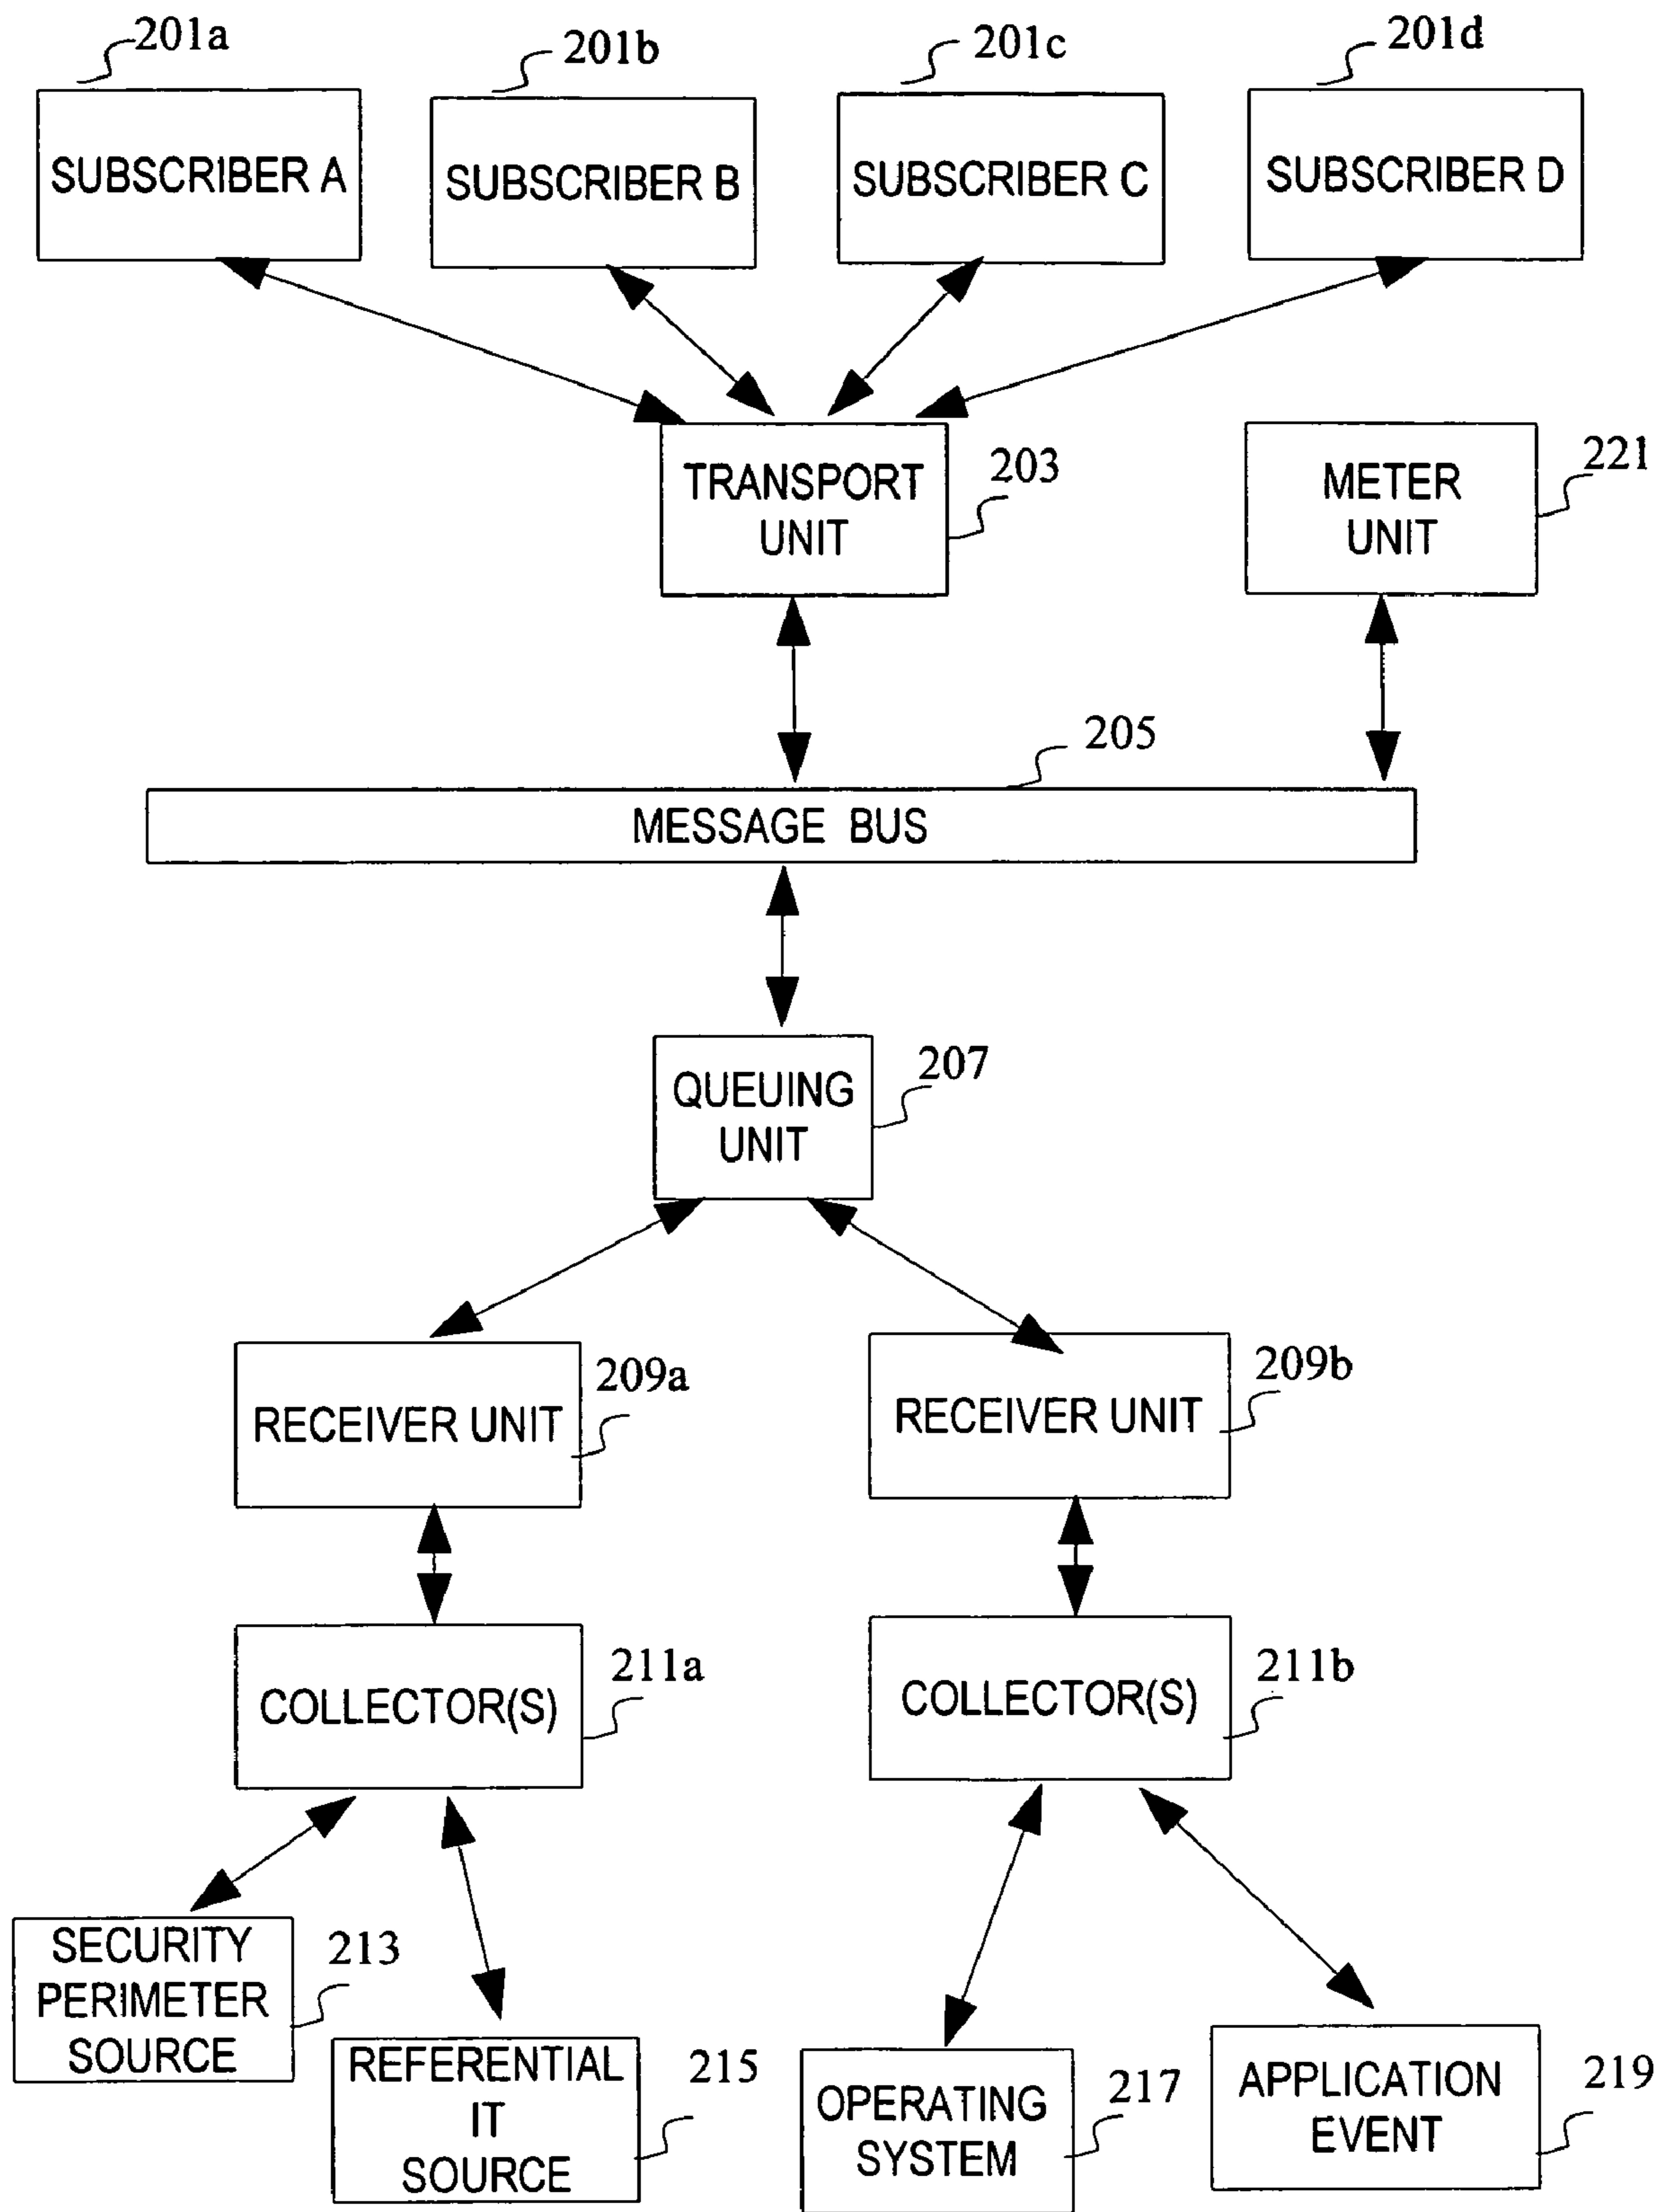 201a
201b
201c
201d
SUBSCRIBER A
SUBSCRIBER B
SUBSCRIBER C
SUBSCRIBER D
TRANSPORT
UNIT
203
METER
UNIT
221
205
MESSAGE BUS
QUEUING
UNIT
207
RECEIVER UNIT
209a
RECEIVER UNIT
209b
COLLECTOR(S)
211a
COLLECTOR(S)
211b
SECURITY
PERIMETER
SOURCE
213
REFERENTIAL
IT
SOURCE
215
OPERATING
SYSTEM
217
APPLICATION
EVENT
219